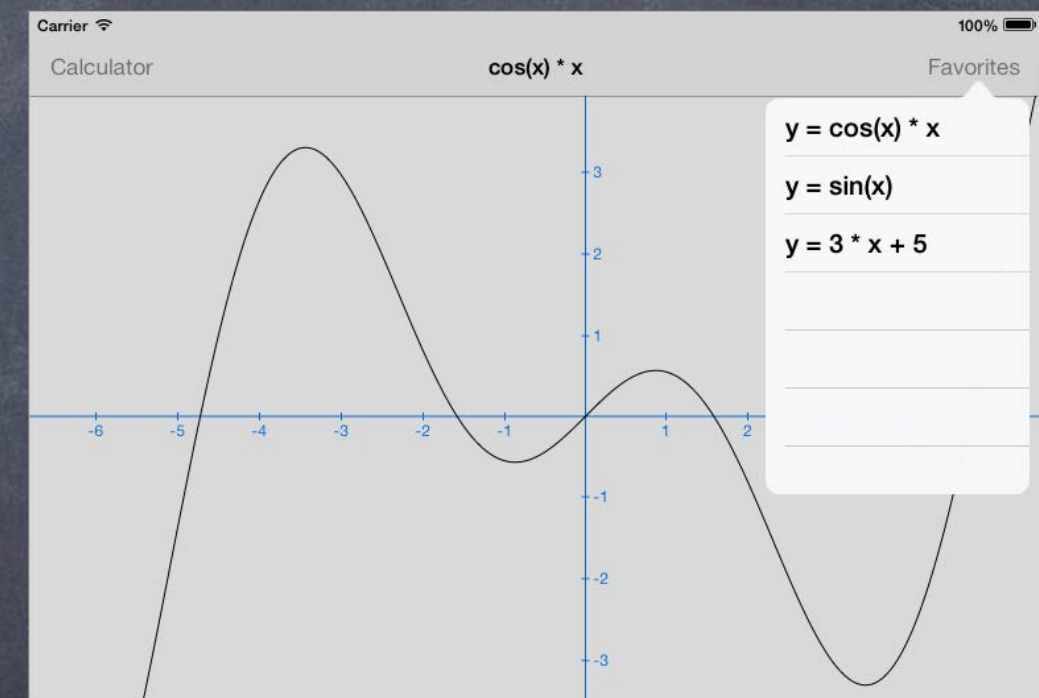 Carrier 100%
Calculator cos(x) * x Favorites
y = cos(x) * x
y = sin(x)
y = 3 * x + 5
3
2
1
-6 -5 -4 -3 -2 -1 1 2
-1
-2
-3